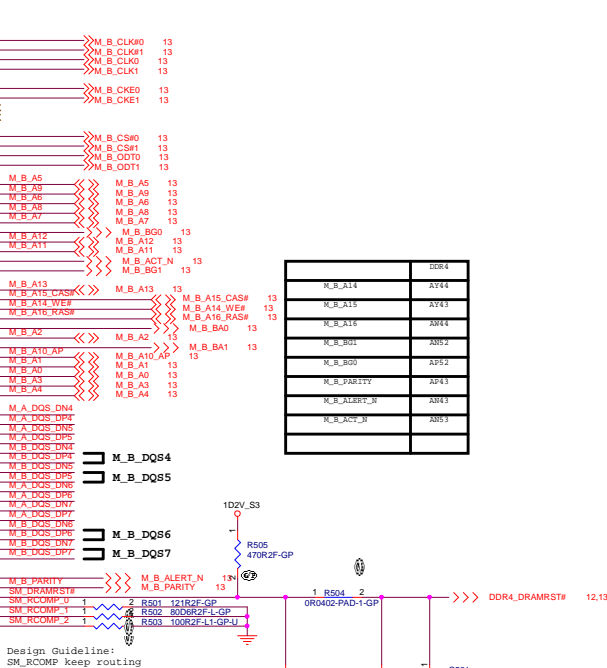 M_B_CLK#0 13
M_B_CLK#1 13
M_B_CLK0 13
M_B_CLK1 13
M_B_CKE0 13
M_B_CKE1 13
M_B_CS#0 13
M_B_CS#1 13
M_B_ODT0 13
M_B_ODT1 13
M_B_A5 M_B_A5 13
M_B_A9 M_B_A9 13
M_B_A6 M_B_A6 13
M_B_A8 M_B_A8 13
M_B_A7 M_B_A7 13
M_B_BG0 13
M_B_A12 M_B_A12 13
M_B_A11 M_B_A11 13
M_B_ACT_N 13
M_B_BG1 13
M_B_A13 M_B_A13 13
M_B_A15_CAS# M_B_A15_CAS# 13
M_B_A14_WE# M_B_A14_WE# 13
M_B_A16_RAS# M_B_A16_RAS# 13
M_B_BA0 13
M_B_A2 M_B_A2 13
M_B_BA1 13
M_B_A10_AP M_B_A10_AP 13
M_B_A1 M_B_A1 13
M_B_A0 M_B_A0 13
M_B_A3 M_B_A3 13
M_B_A4 M_B_A4 13
DDR4
M_B_A14 AY44
M_B_A15 AY43
M_B_A16 AW44
M_B_BG1 AN52
M_B_BG0 AP52
M_B_PARITY AP43
M_B_ALERT_N AN43
M_B_ACT_N AN53
M_A_DQS_DN4
M_A_DQS_DP4
M_A_DQS_DN5
M_A_DQS_DP5
M_B_DQS_DN4
M_B_DQS_DP4 M_B_DQS4
M_B_DQS_DN5
M_B_DQS_DP5 M_B_DQS5
M_A_DQS_DN6
M_A_DQS_DP6
M_A_DQS_DN7
M_A_DQS_DP7
M_B_DQS_DN6
M_B_DQS_DP6 M_B_DQS6
M_B_DQS_DN7
M_B_DQS_DP7 M_B_DQS7
1D2V_S3
1
R505
470R2F-GP
2
M_B_ALERT_N 13
M_B_PARITY M_B_PARITY 13
SM_DRAMRST#
SM_RCOMP_0 1 2 R501 121R2F-GP
SM_RCOMP_1 1 R502 80D6R2F-L-GP
SM_RCOMP_2 1 R503 100R2F-L1-GP-U
1 R504 2
0R0402-PAD-1-GP
DDR4_DRAMRST# 12,13
Design Guideline:
SM_RCOMP keep routing